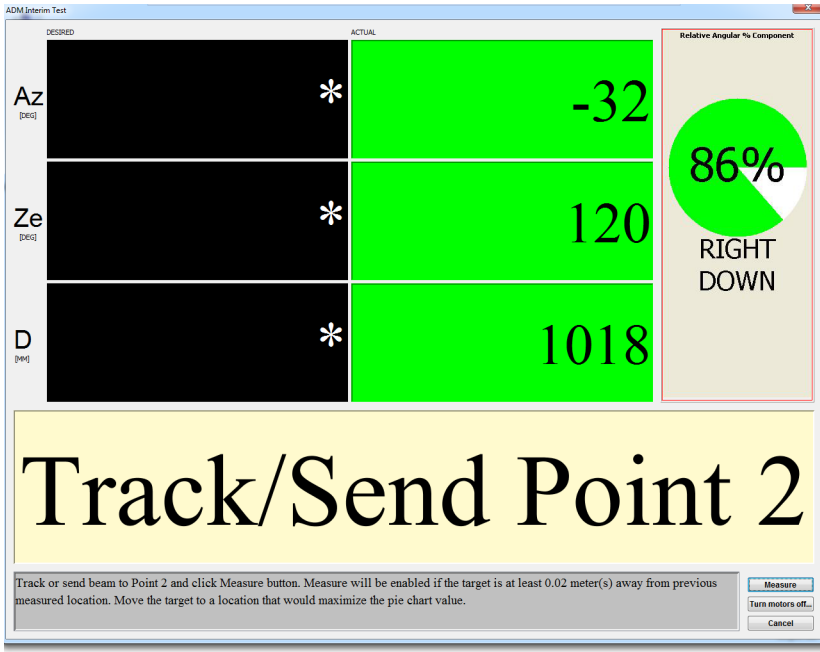 ADM Interim Test
DESIRED
ACTUAL
Relative Angular % Component
Az
[DEG]
*
-32
86%
RIGHT
DOWN
Ze
[DEG]
*
120
D
[MM]
*
1018
Track/Send Point 2
Track or send beam to Point 2 and click Measure button. Measure will be enabled if the target is at least 0.02 meter(s) away from previous
measured location. Move the target to a location that would maximize the pie chart value.
Measure
Turn motors off...
Cancel